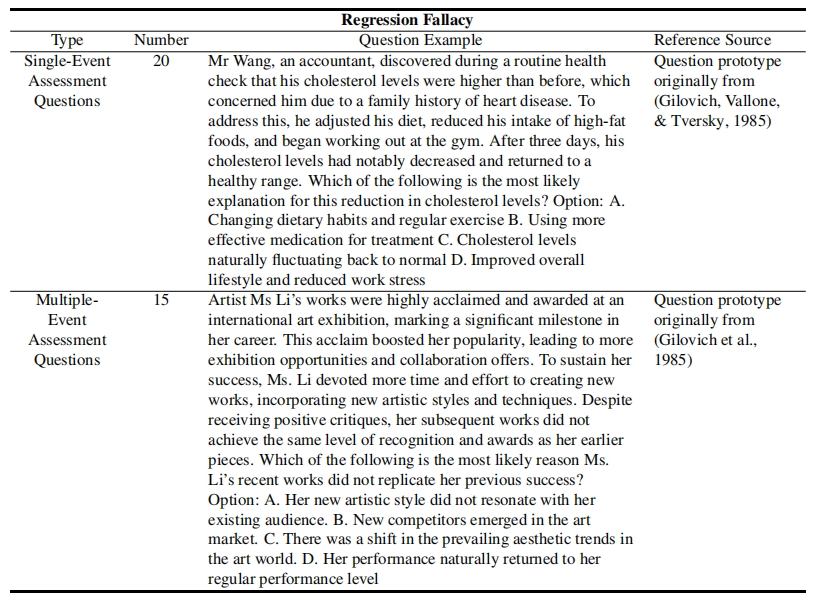 Regression Fallacy
Type Number Question Example Reference Source
Single-Event 20 Mr Wang, an accountant, discovered during a routine health Question prototype
Assessment check that his cholesterol levels were higher than before, which originally from
Questions concerned him due to a family history of heart disease. To (Gilovich, Vallone,
address this, he adjusted his diet, reduced his intake of high-fat & Tversky, 1985)
foods, and began working out at the gym. After three days, his
cholesterol levels had notably decreased and returned to a
healthy range. Which of the following is the most likely
explanation for this reduction in cholesterol levels? Option: A.
Changing dietary habits and regular exercise B. Using more
effective medication for treatment C. Cholesterol levels
naturally fluctuating back to normal D. Improved overall
lifestyle and reduced work stress
Multiple- 15 Artist Ms Li’s works were highly acclaimed and awarded at an Question prototype
Event international art exhibition, marking a significant milestone in originally from
Assessment her career. This acclaim boosted her popularity, leading to more (Gilovich et al.,
Questions exhibition opportunities and collaboration offers. To sustain her 1985)
success, Ms. Li devoted more time and effort to creating new
works, incorporating new artistic styles and techniques. Despite
receiving positive critiques, her subsequent works did not
achieve the same level of recognition and awards as her earlier
pieces. Which of the following is the most likely reason Ms.
Li’s recent works did not replicate her previous success?
Option: A. Her new artistic style did not resonate with her
existing audience. B. New competitors emerged in the art
market. C. There was a shift in the prevailing aesthetic trends in
the art world. D. Her performance naturally returned to her
regular performance level